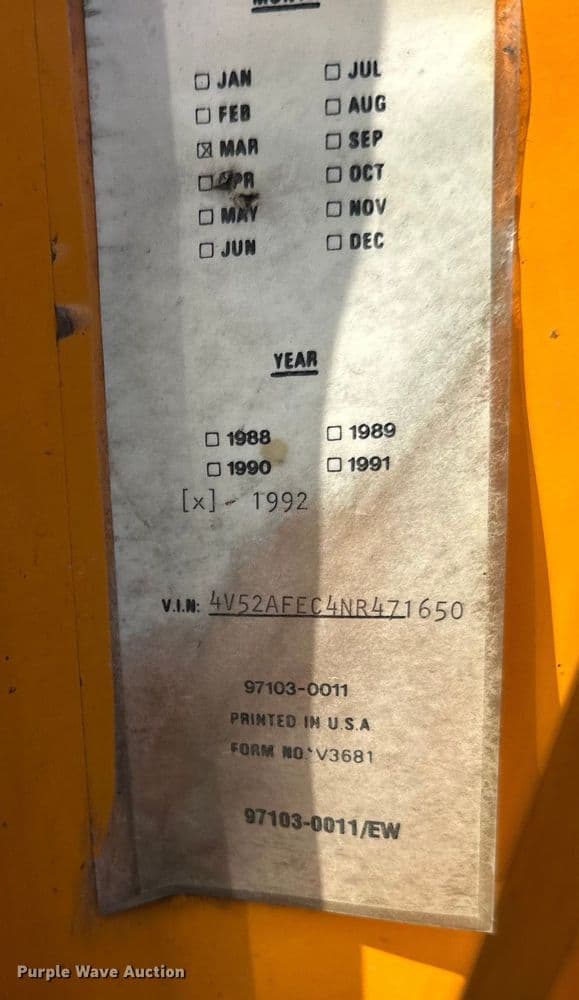 ☐ JAN ☐ JUL
☐ FEB ☐ AUG
☒ MAR ☐ SEP
☐ APR ☐ OCT
☐ MAY ☐ NOV
☐ JUN ☐ DEC
YEAR
☐ 1988 ☐ 1989
☐ 1990 ☐ 1991
[x]- 1992
V.I.N: 4V52AFEC4NR471650
97103-0011
PRINTED IN U.S.A
FORM NO. V3681
97103-0011/EW
Purple Wave Auction